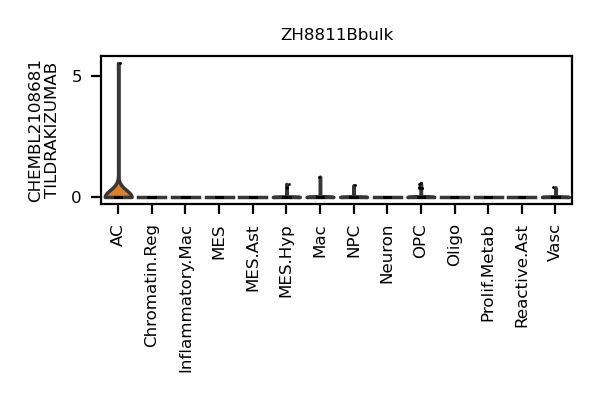 ZH8811Bbulk
CHEMBL2108681
TILDRAKIZUMAB
5
0
AC
Chromatin.Reg
Inflammatory.Mac
MES
MES.Ast
MES.Hyp
Mac
NPC
Neuron
OPC
Oligo
Prolif.Metab
Reactive.Ast
Vasc